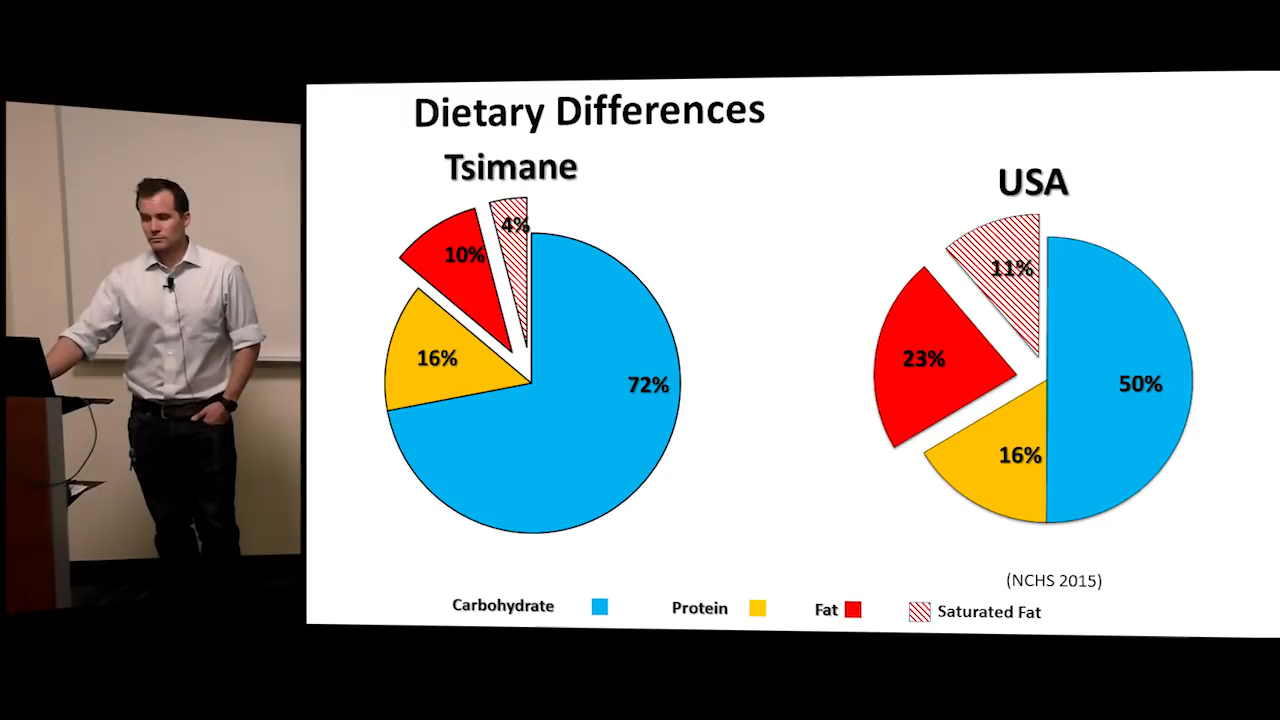 Dietary Differences
Tsimane
4%
10%
16%
72%
USA
11%
23%
50%
16%
(NCHS 2015)
Carbohydrate
Protein
Fat
Saturated Fat